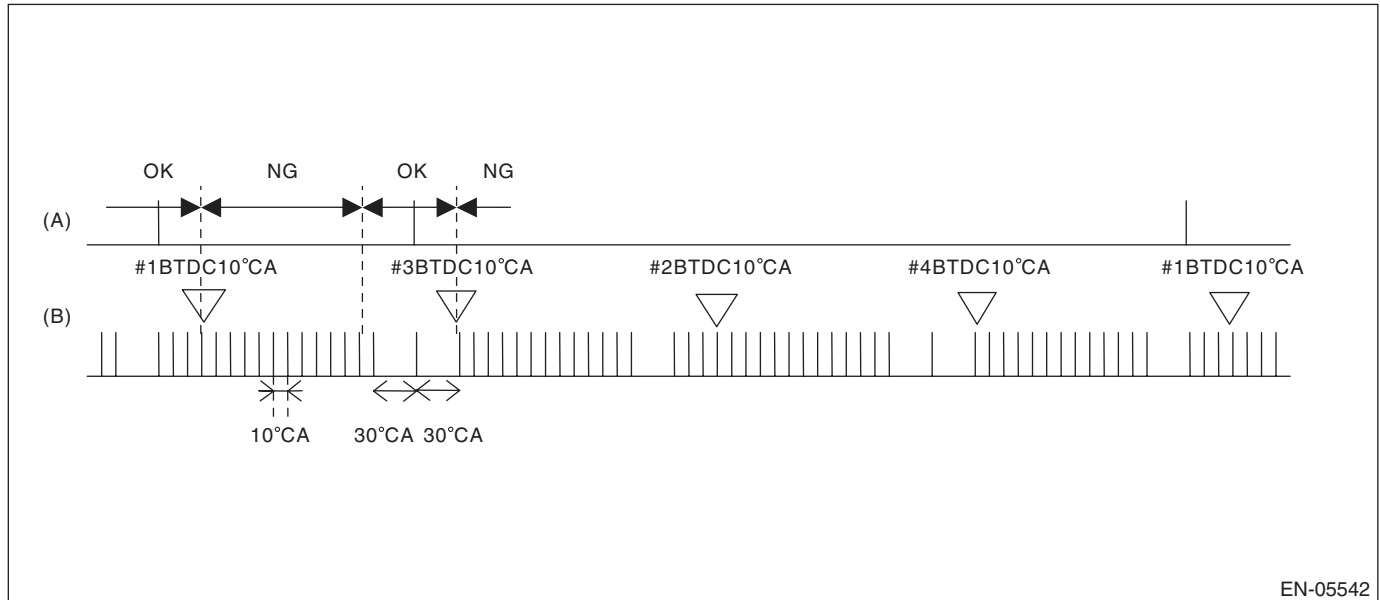 OK NG OK NG
(A)
#1BTDC10°CA #3BTDC10°CA #2BTDC10°CA #4BTDC10°CA #1BTDC10°CA
(B)
10°CA 30°CA 30°CA
EN-05542